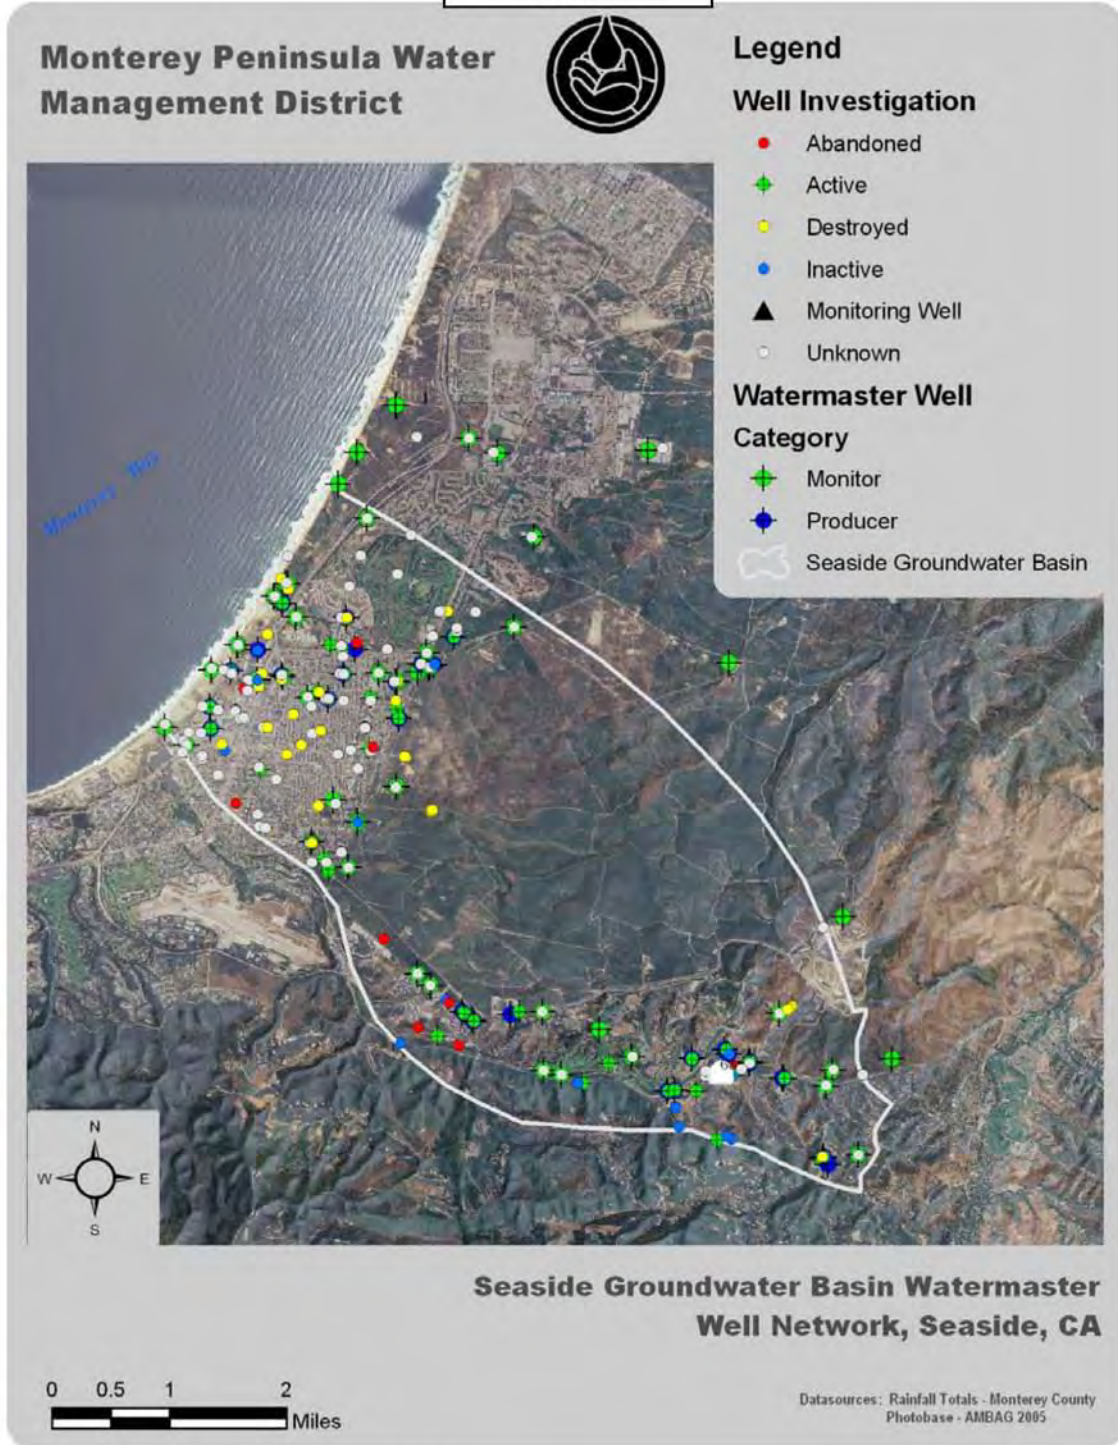 Monterey Peninsula Water
Management District
Legend
Well Investigation
Abandoned
Active
Destroyed
Inactive
Monitoring Well
Unknown
Watermaster Well
Category
Monitor
Producer
Seaside Groundwater Basin
Monterey Bay
N
W E
S
Seaside Groundwater Basin Watermaster
Well Network, Seaside, CA
0 0.5 1 2
Miles
Datasources: Rainfall Totals - Monterey County
Photobase - AMBAG 2005